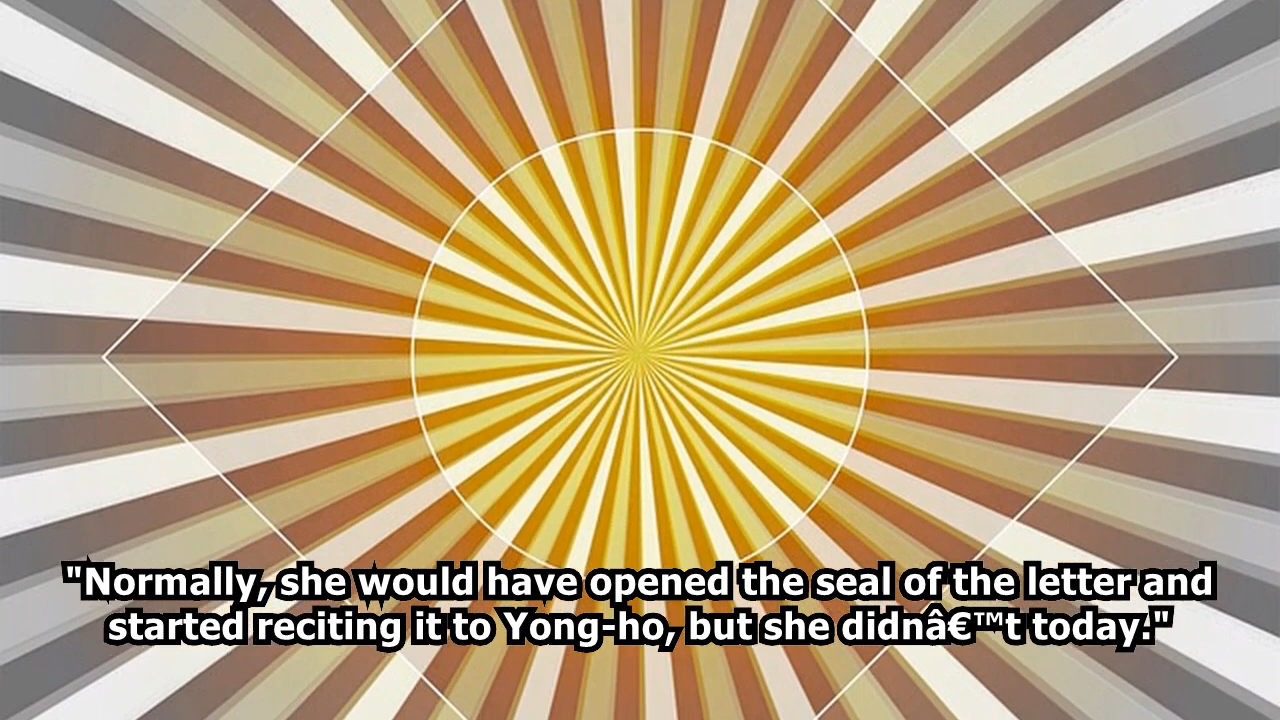 "Normally, she would have opened the seal of the letter and
started reciting it to Yong-ho, but she didnâ€™t today."